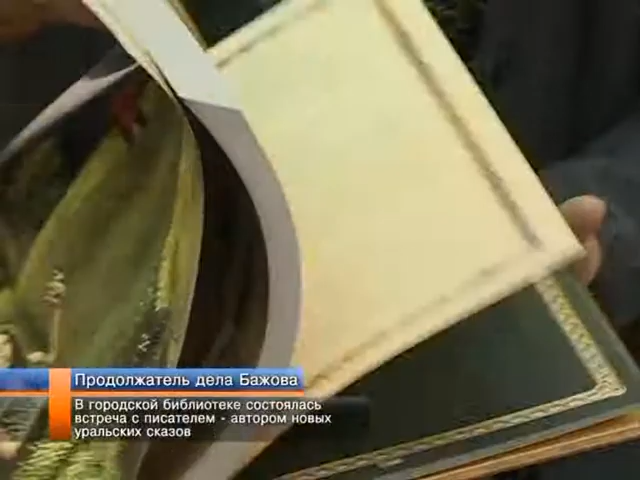 Продолжатель дела Бажова
В городской библиотеке состоялась
встреча с писателем - автором новых
уральских сказов